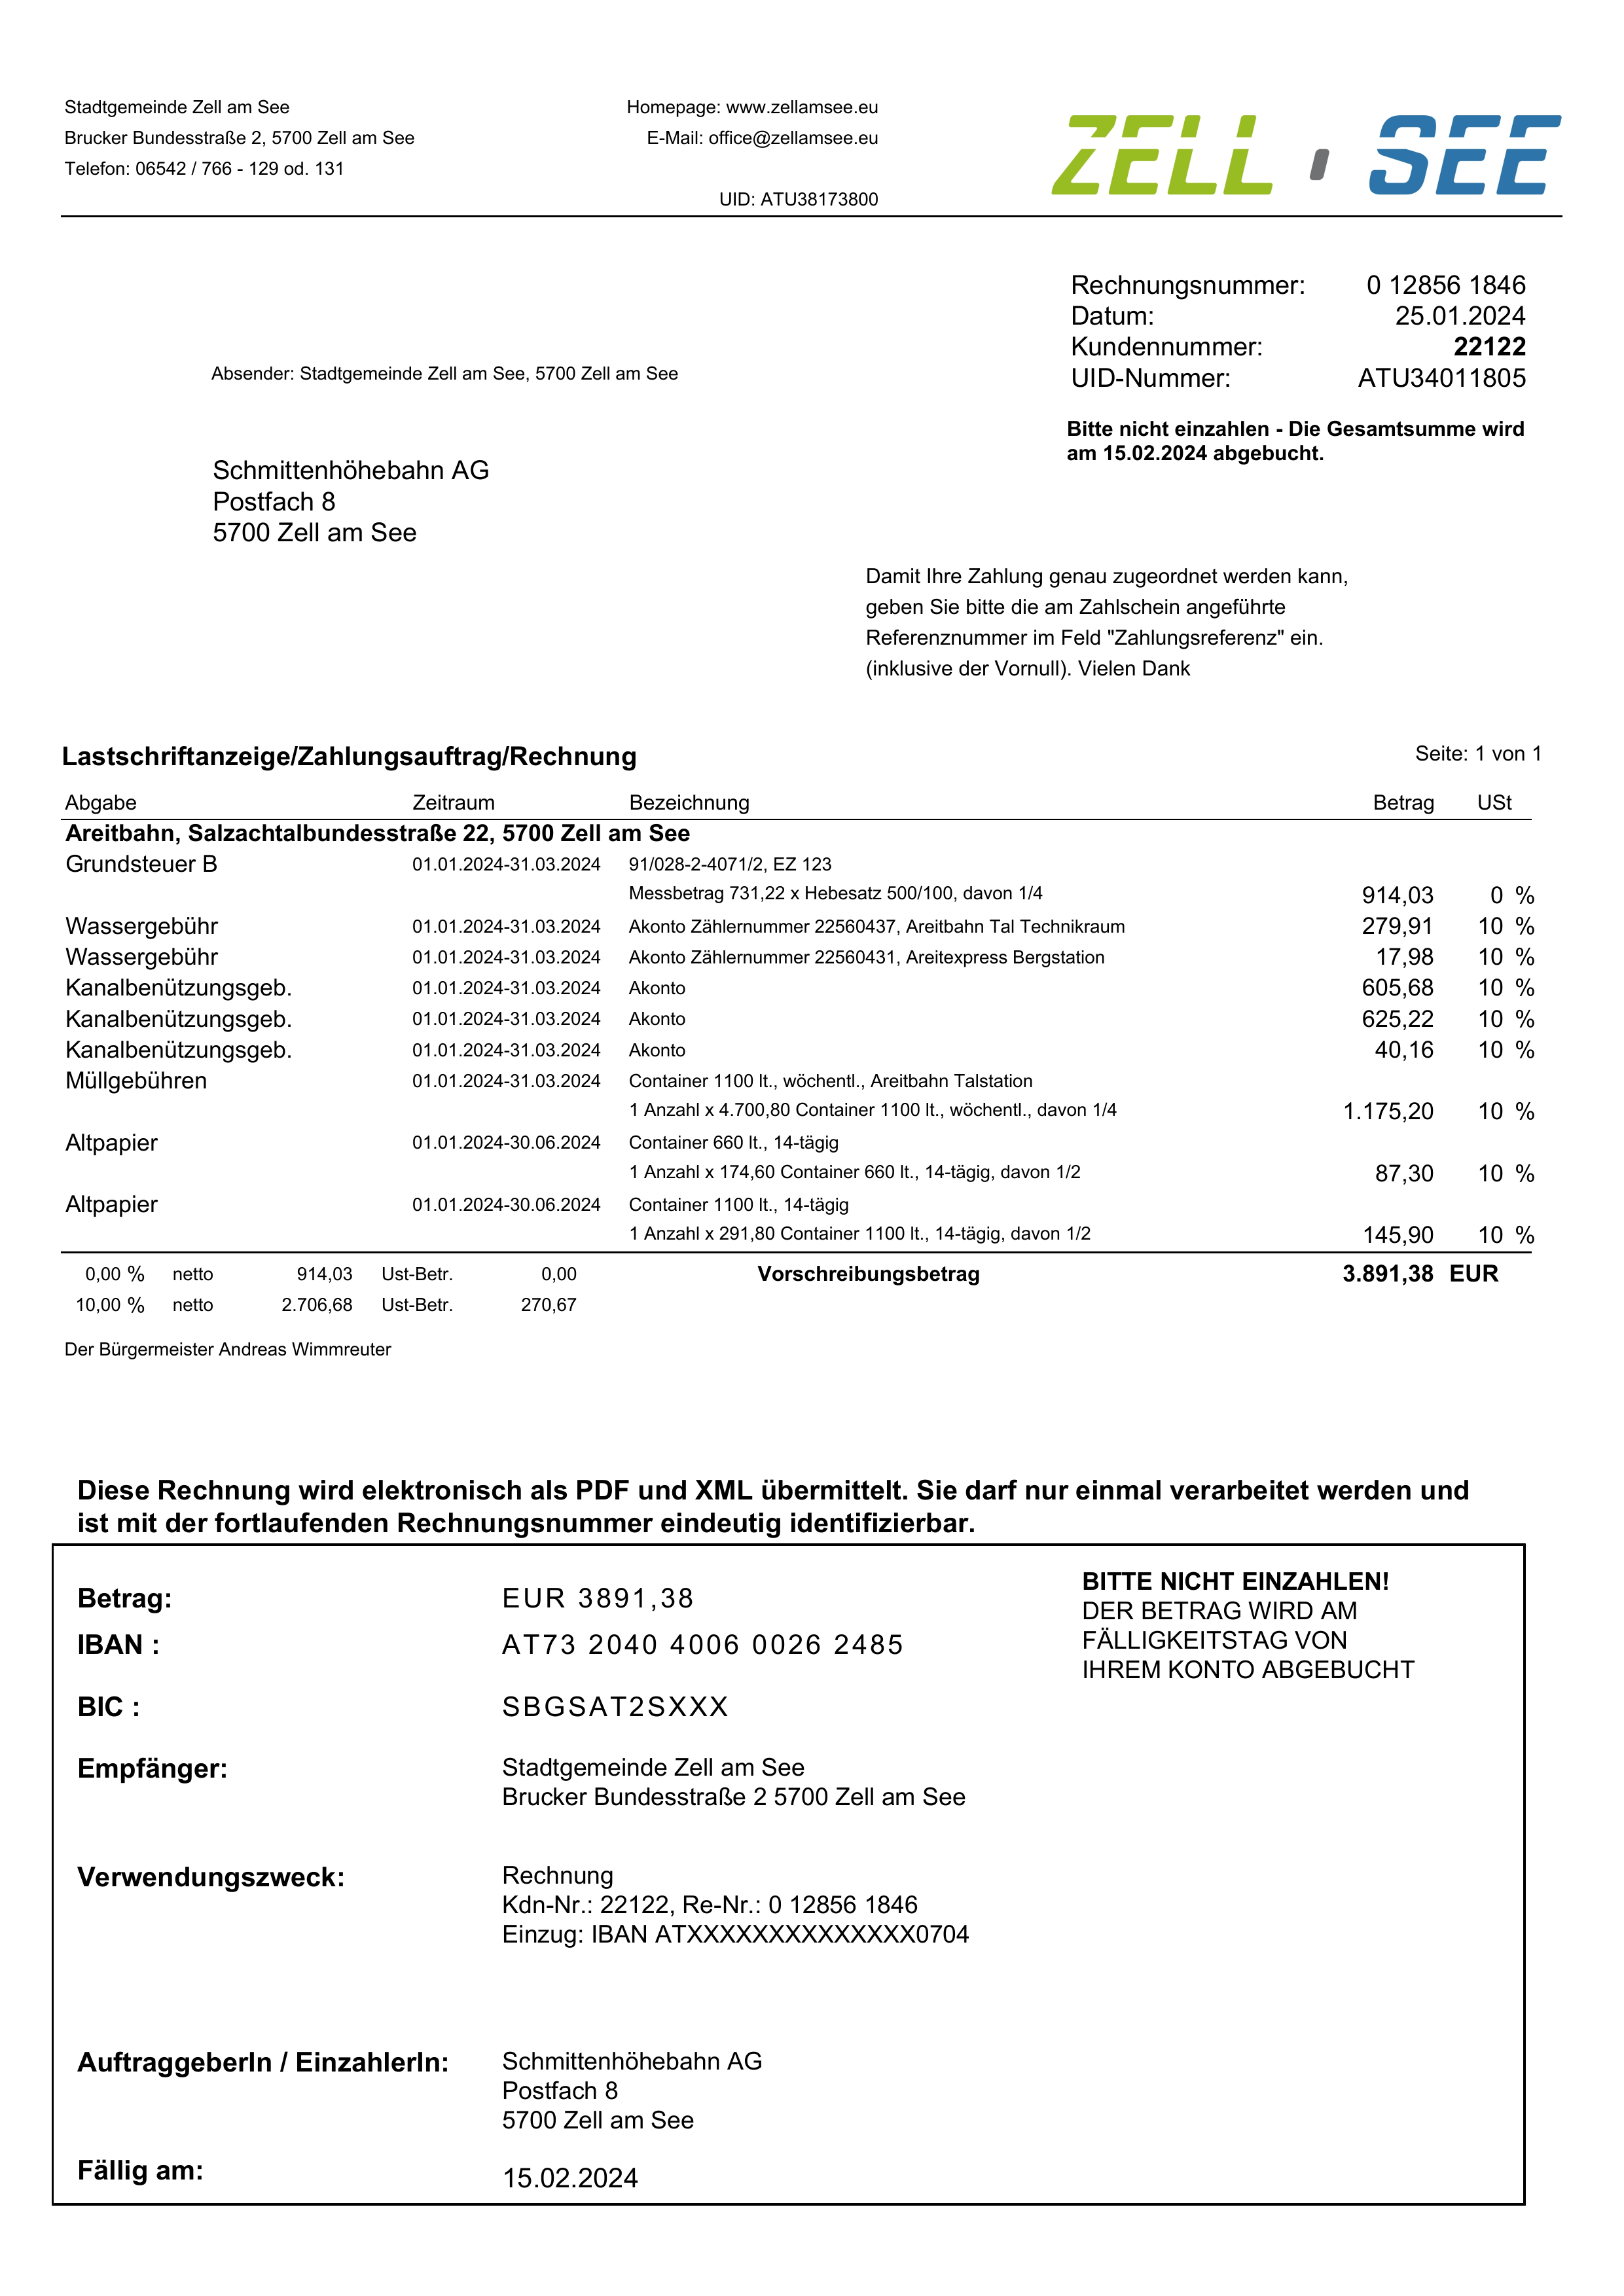 Stadtgemeinde Zell am See
Brucker Bundesstraße 2, 5700 Zell am See
Telefon: 06542 / 766 - 129 od. 131
Homepage: www.zellamsee.eu
E-Mail: office@zellamsee.eu
UID: ATU38173800
ZELL SEE
Rechnungsnummer: 0 12856 1846
Datum: 25.01.2024
Kundennummer: 22122
UID-Nummer: ATU34011805
Absender: Stadtgemeinde Zell am See, 5700 Zell am See
Bitte nicht einzahlen - Die Gesamtsumme wird
am 15.02.2024 abgebucht.
Schmittenhöhebahn AG
Postfach 8
5700 Zell am See
Damit Ihre Zahlung genau zugeordnet werden kann,
geben Sie bitte die am Zahlschein angeführte
Referenznummer im Feld "Zahlungsreferenz" ein.
(inklusive der Vornull). Vielen Dank
Lastschriftanzeige/Zahlungsauftrag/Rechnung Seite: 1 von 1
Abgabe Zeitraum Bezeichnung Betrag USt
Areitbahn, Salzachtalbundesstraße 22, 5700 Zell am See
Grundsteuer B 01.01.2024-31.03.2024 91/028-2-4071/2, EZ 123
Messbetrag 731,22 x Hebesatz 500/100, davon 1/4 914,03 0 %
Wassergebühr 01.01.2024-31.03.2024 Akonto Zählernummer 22560437, Areitbahn Tal Technikraum 279,91 10 %
Wassergebühr 01.01.2024-31.03.2024 Akonto Zählernummer 22560431, Areitexpress Bergstation 17,98 10 %
Kanalbenützungsgeb. 01.01.2024-31.03.2024 Akonto 605,68 10 %
Kanalbenützungsgeb. 01.01.2024-31.03.2024 Akonto 625,22 10 %
Kanalbenützungsgeb. 01.01.2024-31.03.2024 Akonto 40,16 10 %
Müllgebühren 01.01.2024-31.03.2024 Container 1100 lt., wöchentl., Areitbahn Talstation
1 Anzahl x 4.700,80 Container 1100 lt., wöchentl., davon 1/4 1.175,20 10 %
Altpapier 01.01.2024-30.06.2024 Container 660 lt., 14-tägig
1 Anzahl x 174,60 Container 660 lt., 14-tägig, davon 1/2 87,30 10 %
Altpapier 01.01.2024-30.06.2024 Container 1100 lt., 14-tägig
1 Anzahl x 291,80 Container 1100 lt., 14-tägig, davon 1/2 145,90 10 %
0,00 % netto 914,03 Ust-Betr. 0,00 Vorschreibungsbetrag 3.891,38 EUR
10,00 % netto 2.706,68 Ust-Betr. 270,67
Der Bürgermeister Andreas Wimmreuter
Diese Rechnung wird elektronisch als PDF und XML übermittelt. Sie darf nur einmal verarbeitet werden und
ist mit der fortlaufenden Rechnungsnummer eindeutig identifizierbar.
Betrag: EUR 3891,38
IBAN : AT73 2040 4006 0026 2485
BIC : SBGSAT2SXXX
BITTE NICHT EINZAHLEN!
DER BETRAG WIRD AM
FÄLLIGKEITSTAG VON
IHREM KONTO ABGEBUCHT
Empfänger: Stadtgemeinde Zell am See
Brucker Bundesstraße 2 5700 Zell am See
Verwendungszweck: Rechnung
Kdn-Nr.: 22122, Re-Nr.: 0 12856 1846
Einzug: IBAN ATXXXXXXXXXXXXXX0704
AuftraggeberIn / EinzahlerIn: Schmittenhöhebahn AG
Postfach 8
5700 Zell am See
Fällig am: 15.02.2024